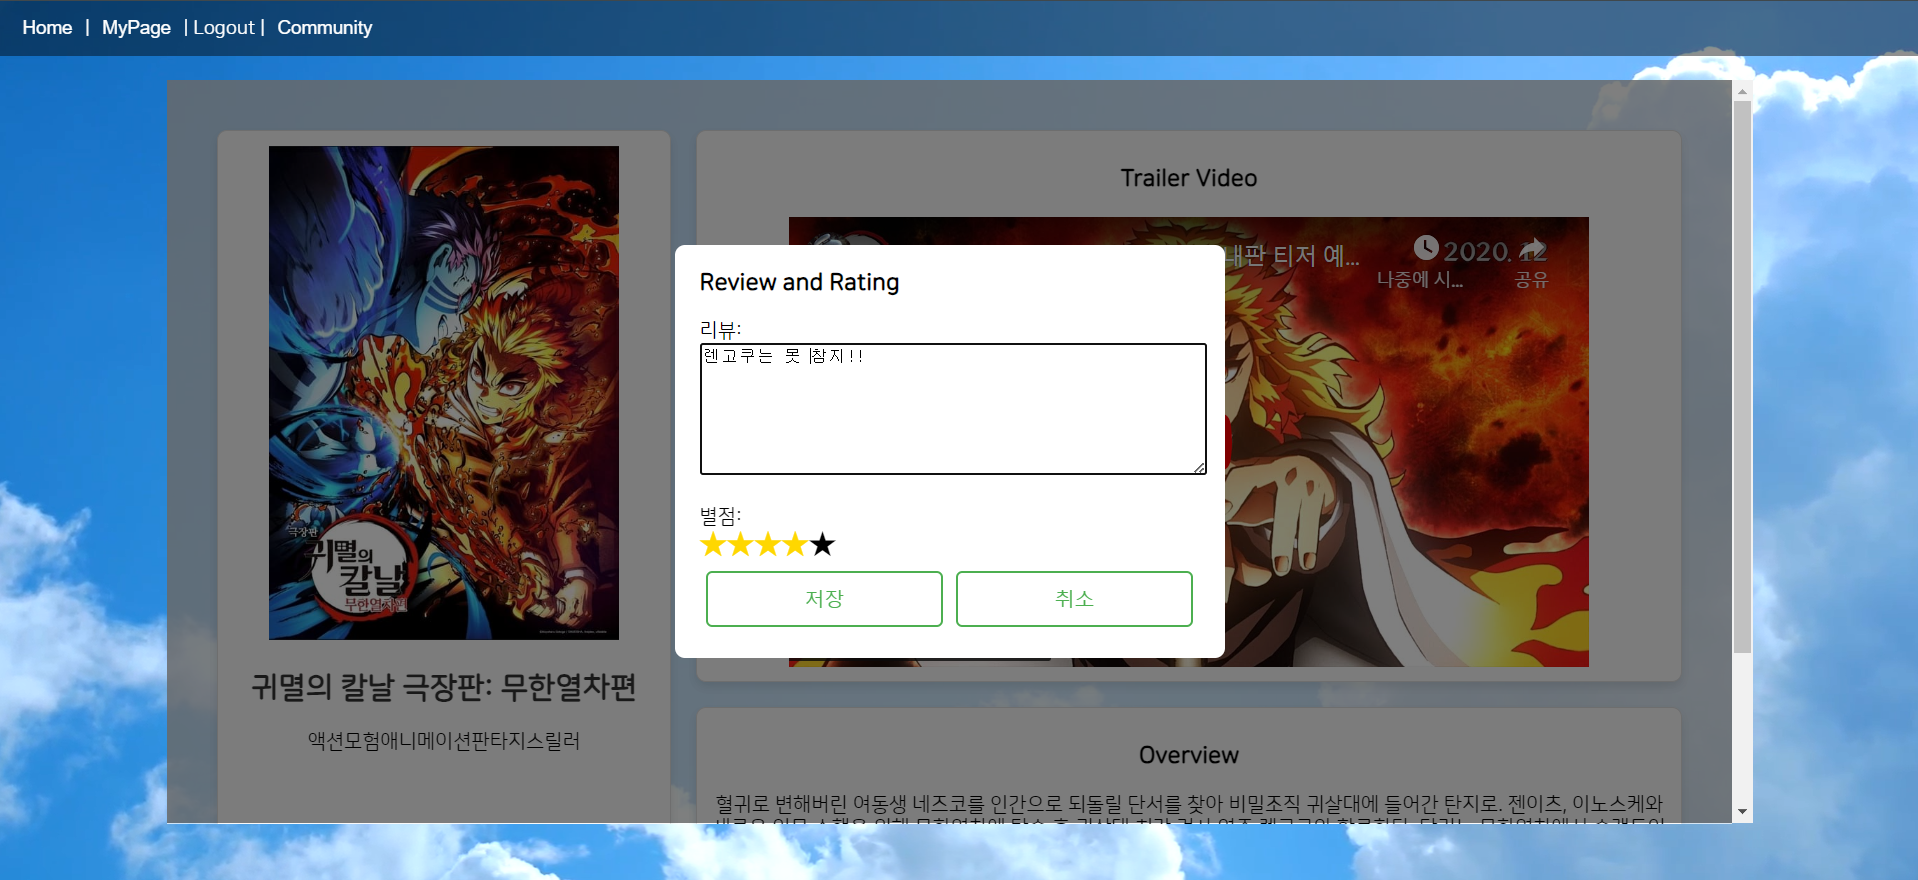 Home | MyPage | Logout | Community
극장판
귀멸의
칼날
무한열차편
귀멸의 칼날 극장판: 무한열차편
액션모험애니메이션판타지스릴러
Trailer Video
내판 티저 예...
2020. 12
나중에 시...
공유
Review and Rating
리뷰:
렌고쿠는 못 참지!!
별점:
저장
취소
Overview
혈귀로 변해버린 여동생 네즈코를 인간으로 되돌릴 단서를 찾아 비밀조직 귀살대에 들어간 탄지로. 젠이츠, 이노스케와